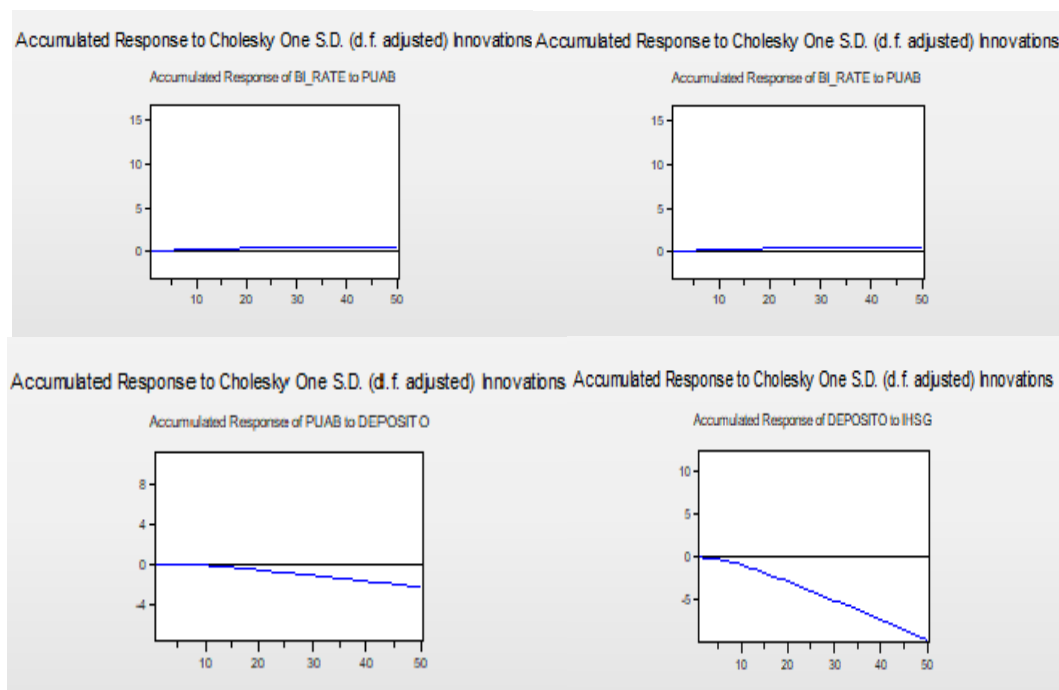 Accumulated Response to Cholesky One S.D. (d.f. adjusted) Innovations
Accumulated Response of BI_RATE to PUAB
15
10
5
0
10 20 30 40 50
Accumulated Response to Cholesky One S.D. (d.f. adjusted) Innovations
Accumulated Response of BI_RATE to PUAB
15
10
5
0
10 20 30 40 50
Accumulated Response to Cholesky One S.D. (d.f. adjusted) Innovations
Accumulated Response of PUAB to DEPOSITO
8
4
0
-4
10 20 30 40 50
Accumulated Response to Cholesky One S.D. (d.f. adjusted) Innovations
Accumulated Response of DEPOSITO to IHSG
10
5
0
-5
10 20 30 40 50